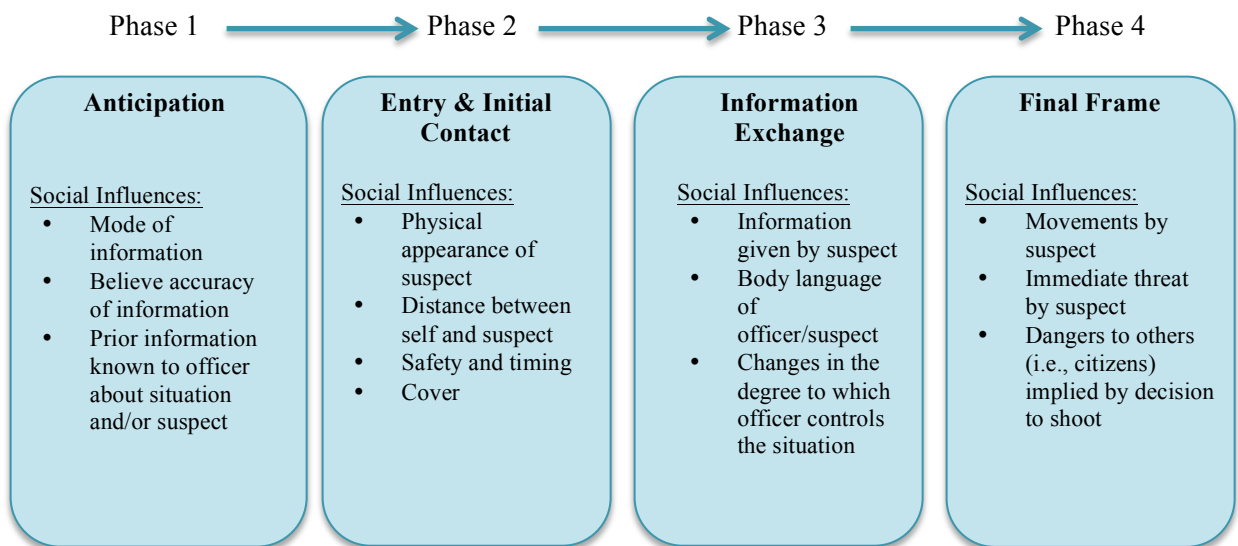 Phase 1
Phase 2
Phase 3
Phase 4
Anticipation
Social Influences:
• Mode of
information
• Believe accuracy
of information
• Prior information
known to officer
about situation
and/or suspect
Entry & Initial
Contact
Social Influences:
• Physical
appearance of
suspect
• Distance between
self and suspect
• Safety and timing
• Cover
Information
Exchange
Social Influences:
• Information
given by suspect
• Body language
of
officer/suspect
• Changes in the
degree to which
officer controls
the situation
Final Frame
Social Influences:
• Movements by
suspect
• Immediate threat
by suspect
• Dangers to others
(i.e., citizens)
implied by decision
to shoot